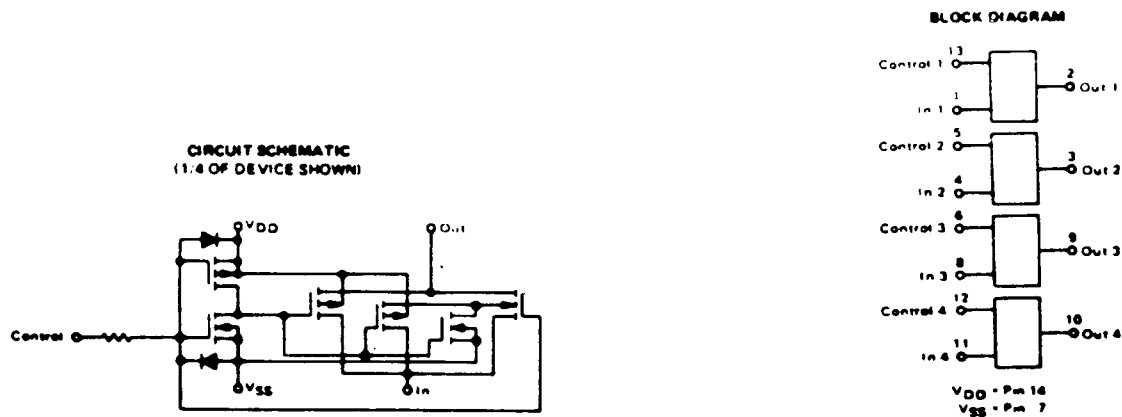 BLOCK DIAGRAM
13
Control 1
2
Out 1
1
In 1
5
Control 2
3
Out 2
4
In 2
6
Control 3
9
Out 3
8
In 3
12
Control 4
10
Out 4
11
In 4
VDD = Pin 14
VSS = Pin 7
CIRCUIT SCHEMATIC
(1/4 OF DEVICE SHOWN)
VDD
Out
Control
VSS
In